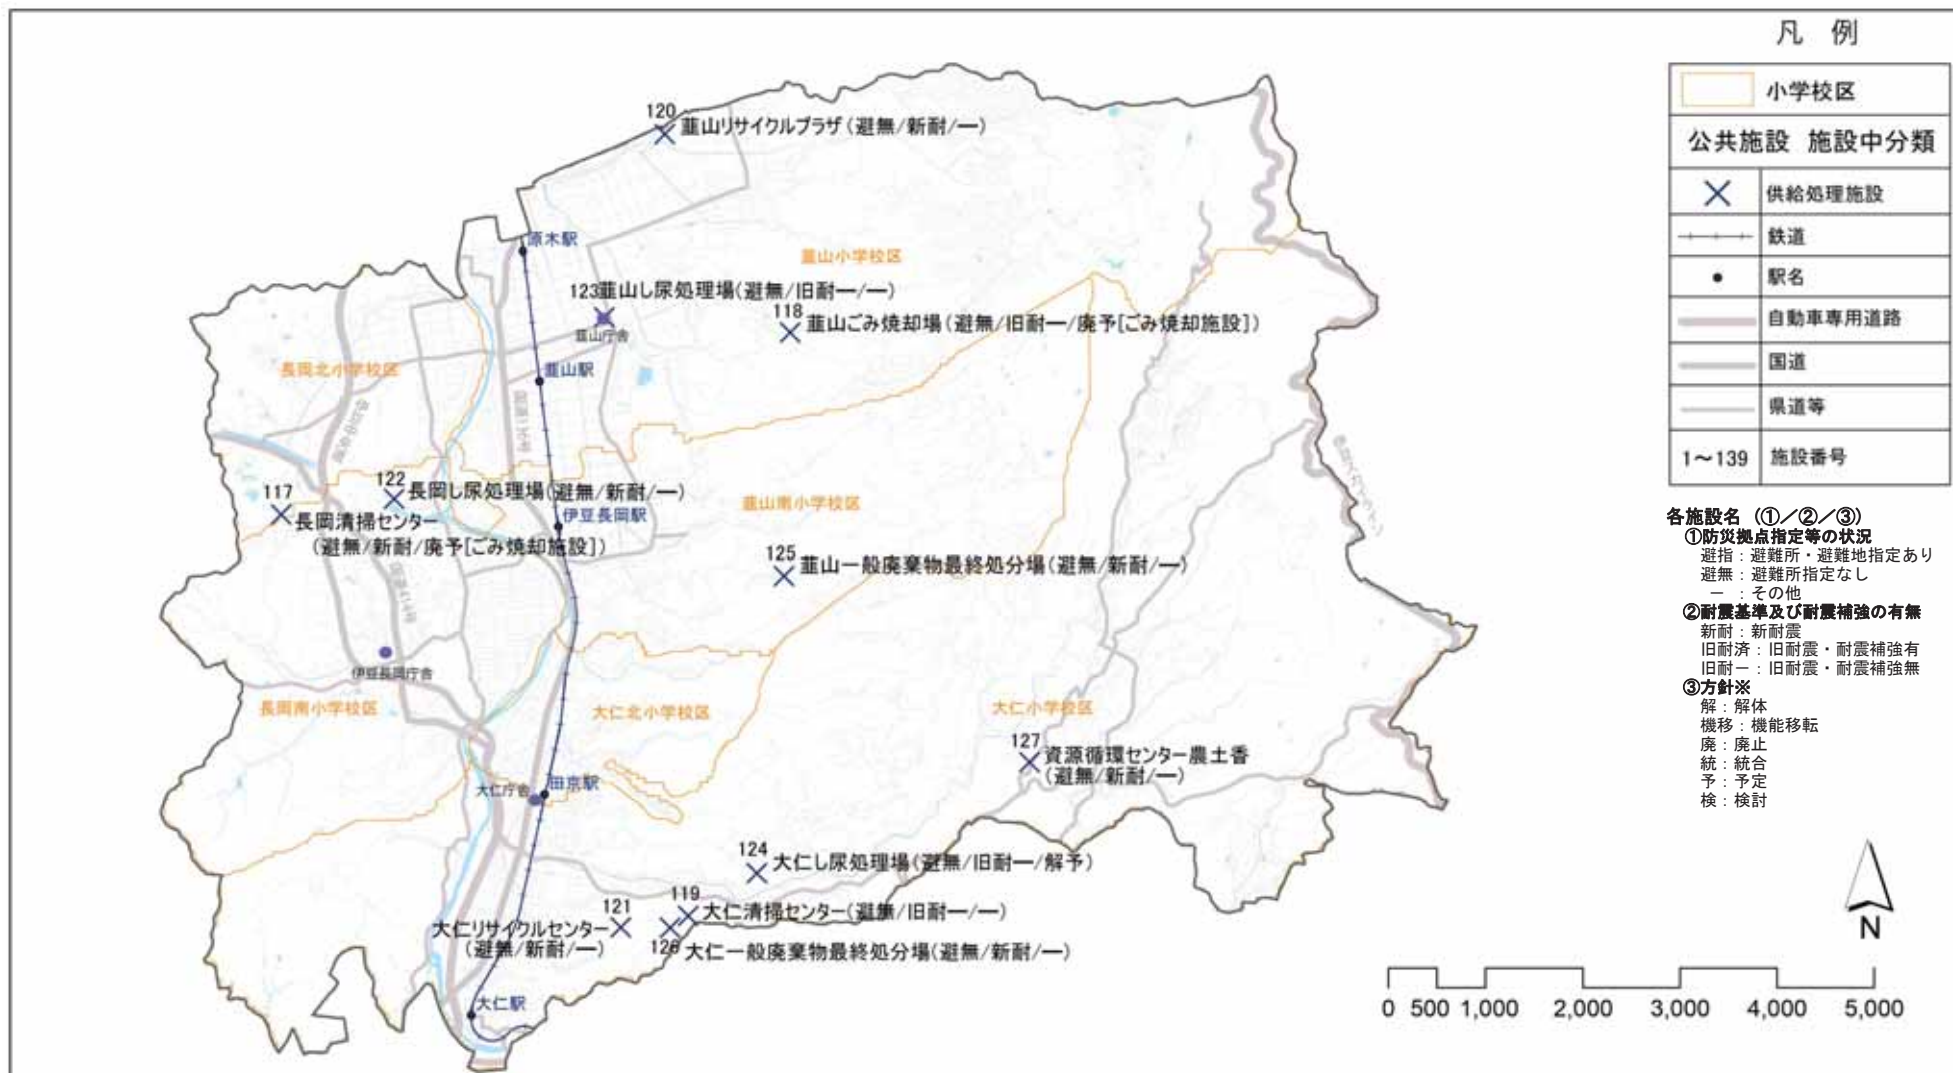 120
韮山リサイクルプラザ(避無/新耐/―)
原木駅
韮山小学校区
123韮山し尿処理場(避無/旧耐―/―)
118
韮山ごみ焼却場(避無/旧耐―/廃予[ごみ焼却施設])
韮山庁舎
長岡北小学校区
韮山駅
国道136号
117
122
長岡し尿処理場(避無/新耐/―)
長岡清掃センター
(避無/新耐/廃予[ごみ焼却施設])
伊豆長岡駅
韮山南小学校区
125
韮山一般廃棄物最終処分場(避無/新耐/―)
国道414号
伊豆長岡庁舎
長岡南小学校区
大仁北小学校区
大仁小学校区
127
資源循環センター農土香
(避無/新耐/―)
大仁庁舎
田京駅
124
大仁し尿処理場(避無/旧耐―/解予)
119
大仁清掃センター(避無/旧耐―/―)
121
大仁リサイクルセンター
(避無/新耐/―)
126
大仁一般廃棄物最終処分場(避無/新耐/―)
大仁駅
凡 例
小学校区
公共施設 施設中分類
供給処理施設
鉄道
駅名
自動車専用道路
国道
県道等
1～139 施設番号
各施設名 (①/②/③)
①防災拠点指定等の状況
避指:避難所・避難地指定あり
避無:避難所指定なし
― :その他
②耐震基準及び耐震補強の有無
新耐:新耐震
旧耐済:旧耐震・耐震補強有
旧耐―:旧耐震・耐震補強無
③方針※
解:解体
機移:機能移転
廃:廃止
統:統合
予:予定
検:検討
N
0 500 1,000 2,000 3,000 4,000 5,000